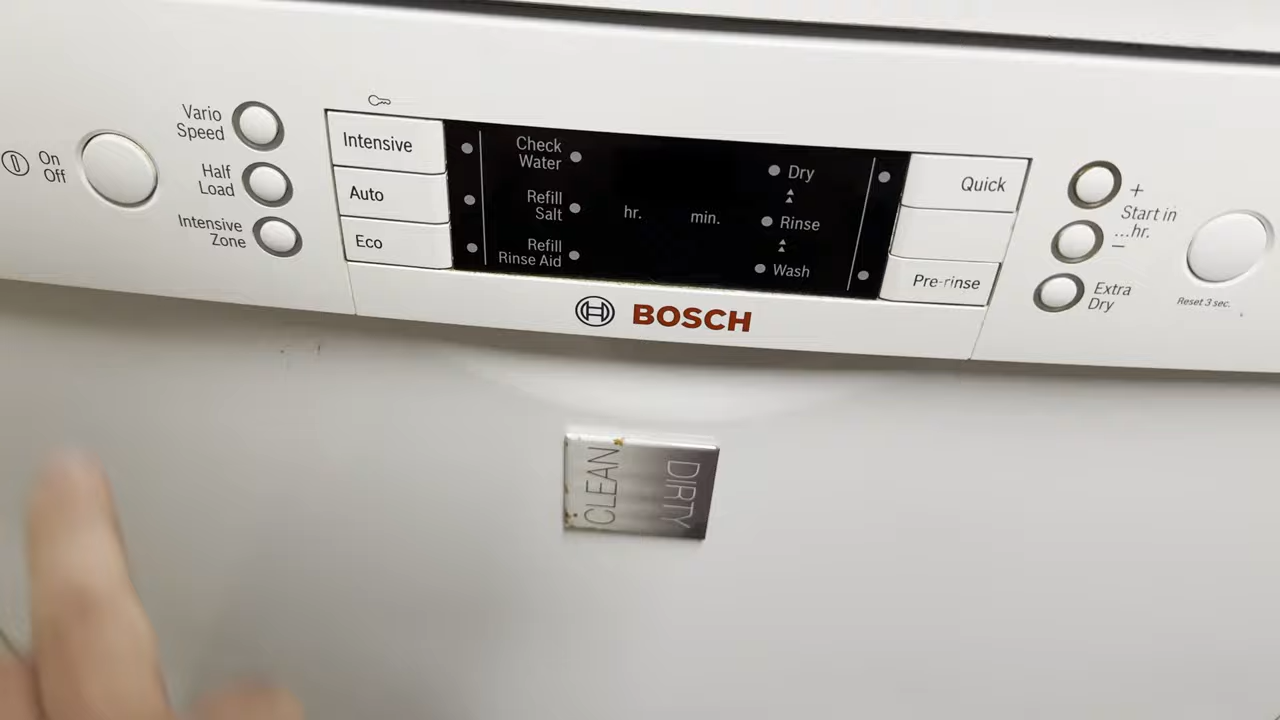 On
Off
Vario
Speed
Half
Load
Intensive
Zone
Intensive
Auto
Eco
Check
Water
Refill
Salt
Refill
Rinse Aid
hr.
min.
Dry
Rinse
Wash
Quick
Pre-rinse
+
Start in
...hr.
−
Extra
Dry
Reset 3 sec.
BOSCH
CLEAN
DIRTY